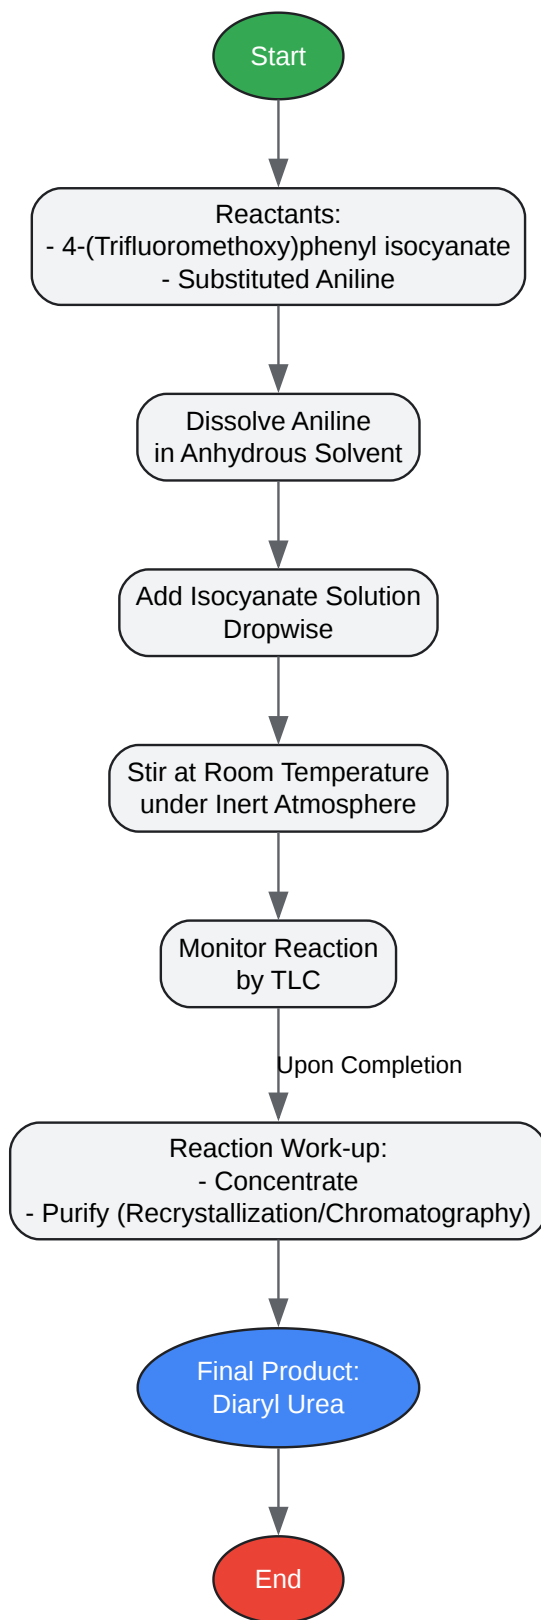 Start
Reactants:
- 4-(Trifluoromethoxy)phenyl isocyanate
- Substituted Aniline
Dissolve Aniline
in Anhydrous Solvent
Add Isocyanate Solution
Dropwise
Stir at Room Temperature
under Inert Atmosphere
Monitor Reaction
by TLC
Upon Completion
Reaction Work-up:
- Concentrate
- Purify (Recrystallization/Chromatography)
Final Product:
Diaryl Urea
End